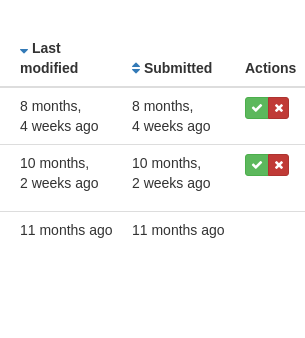 Last modified Submitted Actions
8 months, 4 weeks ago 8 months, 4 weeks ago
10 months, 2 weeks ago 10 months, 2 weeks ago
11 months ago 11 months ago